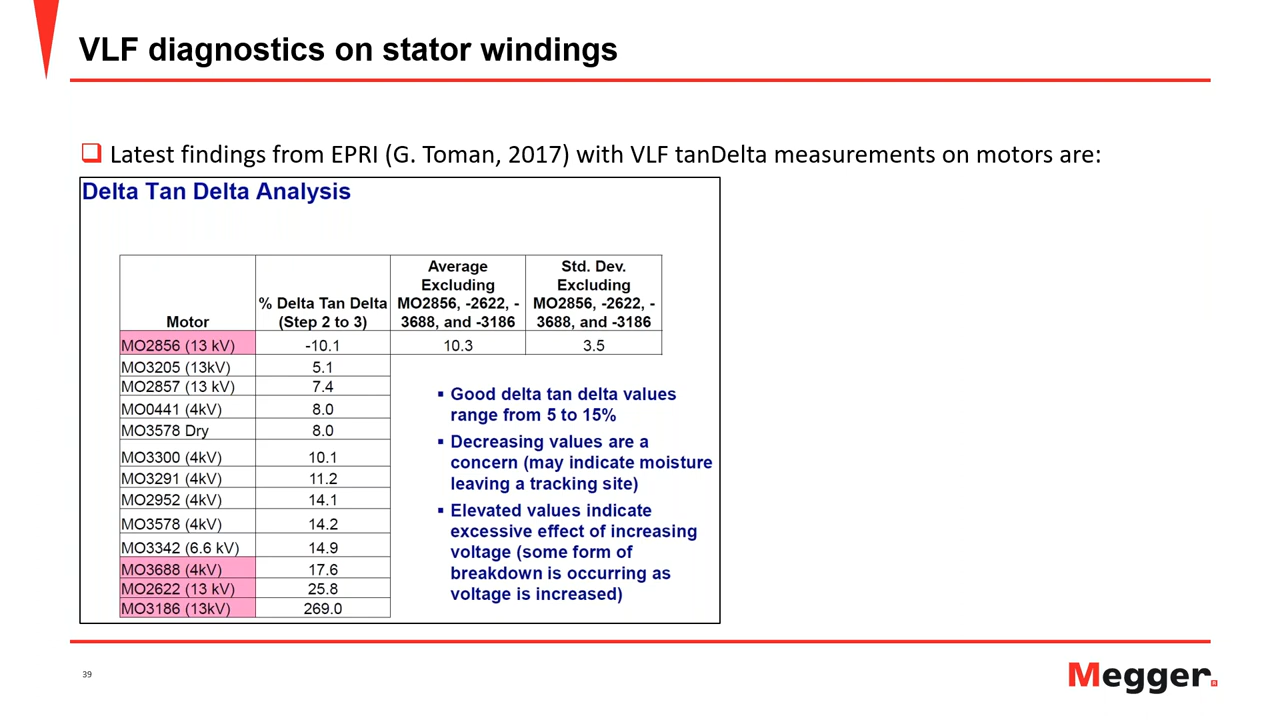 VLF diagnostics on stator windings
Latest findings from EPRI (G. Toman, 2017) with VLF tanDelta measurements on motors are:
Delta Tan Delta Analysis
Motor
% Delta Tan Delta
(Step 2 to 3)
Average
Excluding
MO2856, -2622, -
3688, and -3186
Std. Dev.
Excluding
MO2856, -2622, -
3688, and -3186
MO2856 (13 kV) -10.1 10.3 3.5
MO3205 (13kV) 5.1
MO2857 (13 kV) 7.4
MO0441 (4kV) 8.0
MO3578 Dry 8.0
MO3300 (4kV) 10.1
MO3291 (4kV) 11.2
MO2952 (4kV) 14.1
MO3578 (4kV) 14.2
MO3342 (6.6 kV) 14.9
MO3688 (4kV) 17.6
MO2622 (13 kV) 25.8
MO3186 (13kV) 269.0
▪ Good delta tan delta values
range from 5 to 15%
▪ Decreasing values are a
concern (may indicate moisture
leaving a tracking site)
▪ Elevated values indicate
excessive effect of increasing
voltage (some form of
breakdown is occurring as
voltage is increased)
39
Megger.